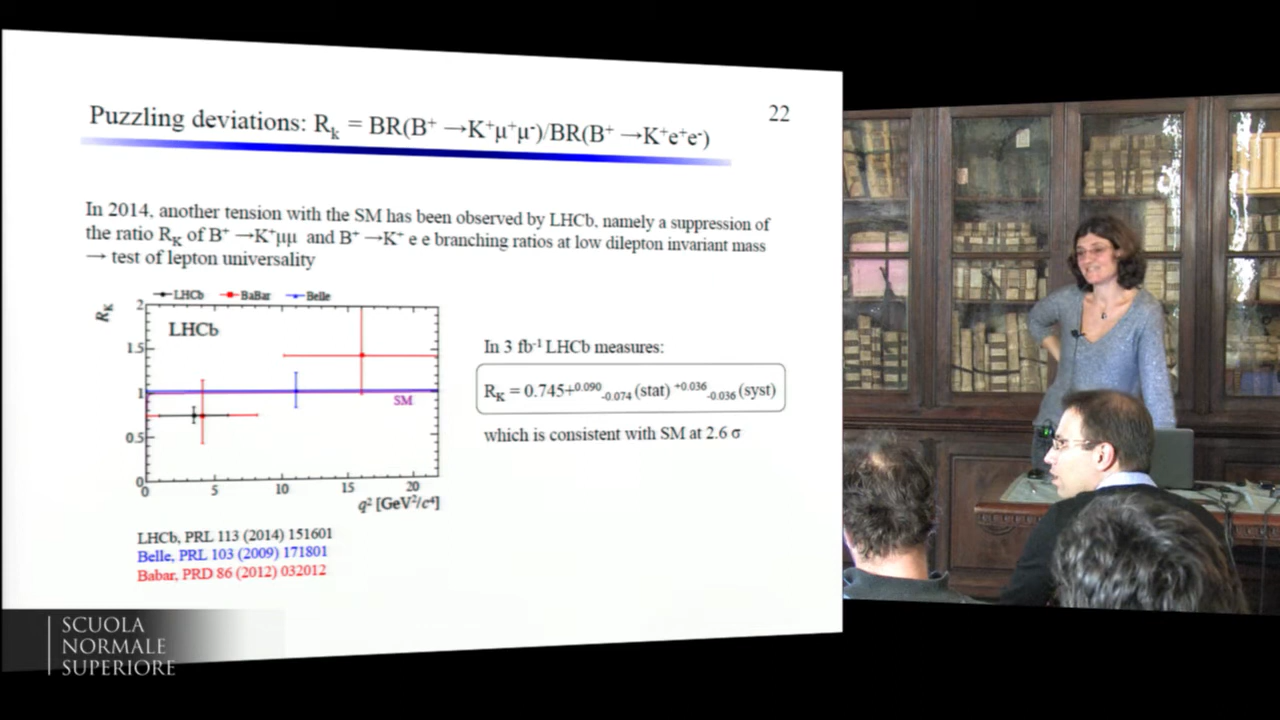 22
Puzzling deviations: Rk = BR(B+ →K+μ+μ-)/BR(B+ →K+e+e-)
In 2014, another tension with the SM has been observed by LHCb, namely a suppression of
the ratio RK of B+ →K+μμ and B+ →K+ e e branching ratios at low dilepton invariant mass
→ test of lepton universality
LHCb BaBar Belle
RK
2
1.5
1
0.5
0
LHCb
SM
0 5 10 15 20
q2 [GeV2/c4]
In 3 fb-1 LHCb measures:
RK = 0.745+0.090 -0.074 (stat) +0.036 -0.036 (syst)
which is consistent with SM at 2.6 σ
LHCb, PRL 113 (2014) 151601
Belle, PRL 103 (2009) 171801
Babar, PRD 86 (2012) 032012
SCUOLA
NORMALE
SUPERIORE